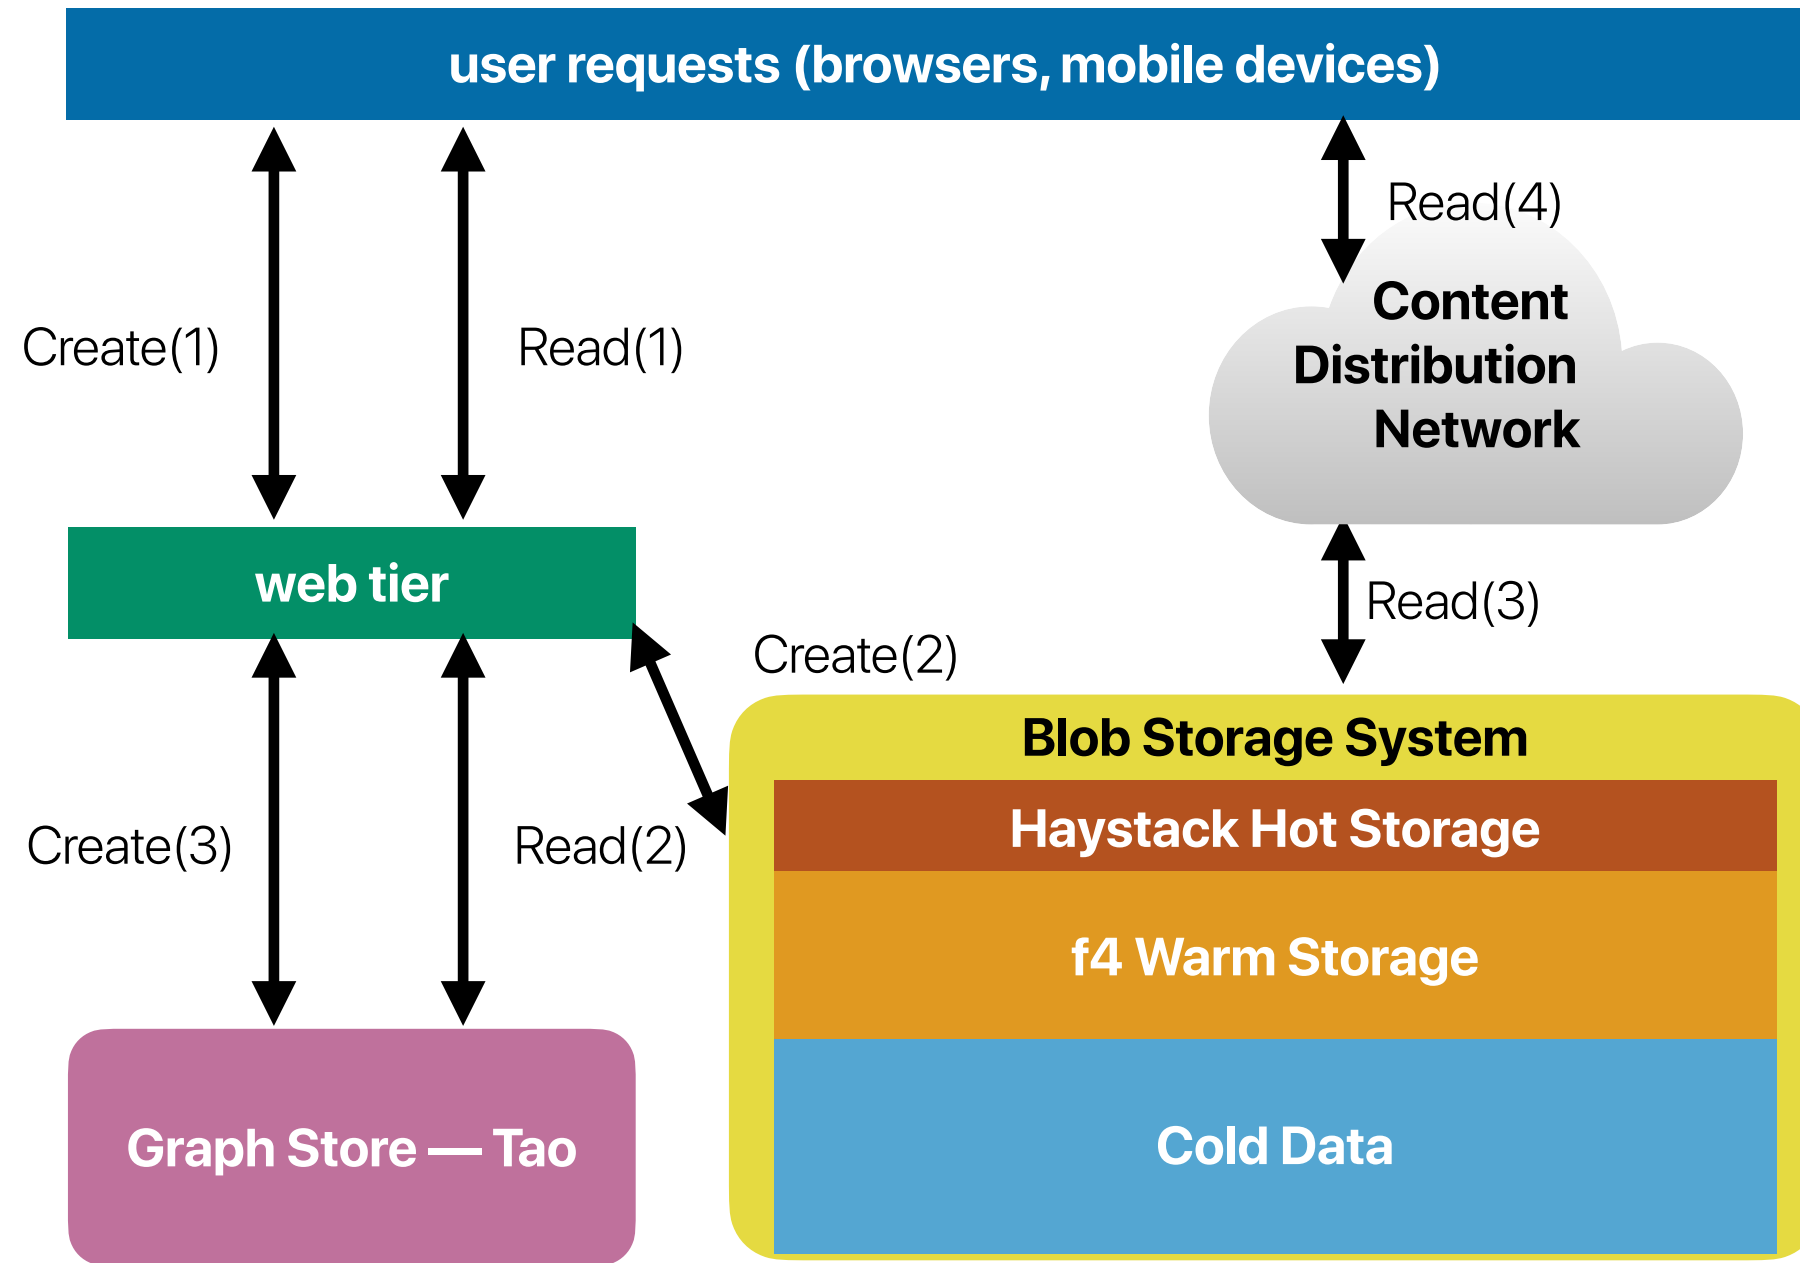 user requests (browsers, mobile devices)
Read(4)
Content
Distribution
Network
Create(1)
Read(1)
web tier
Read(3)
Create(2)
Blob Storage System
Haystack Hot Storage
Create(3)
Read(2)
f4 Warm Storage
Graph Store — Tao
Cold Data